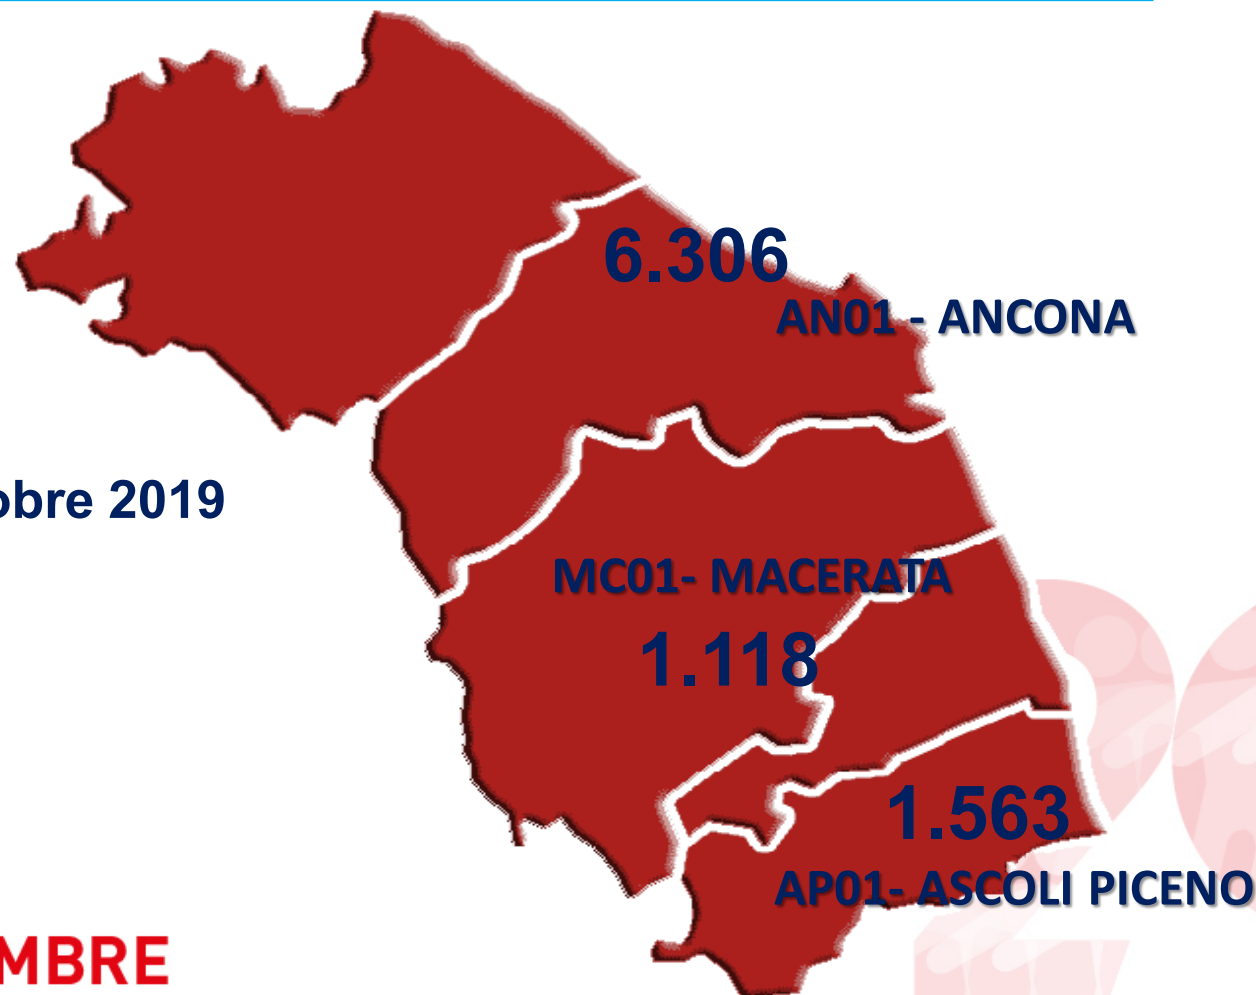 6.306
AN01 - ANCONA
obre 2019
MC01- MACERATA
1.118
1.563
AP01- ASCOLI PICENO
MBRE